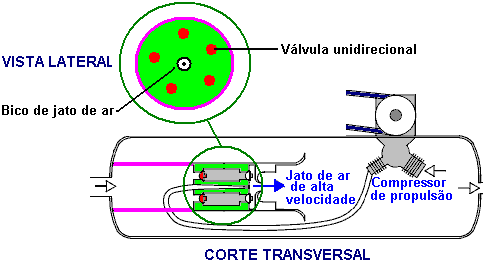 Válvula unidirecional
VISTA LATERAL
Bico de jato de ar
Jato de ar
de alta
velocidade
Compressor
de propulsão
CORTE TRANSVERSAL